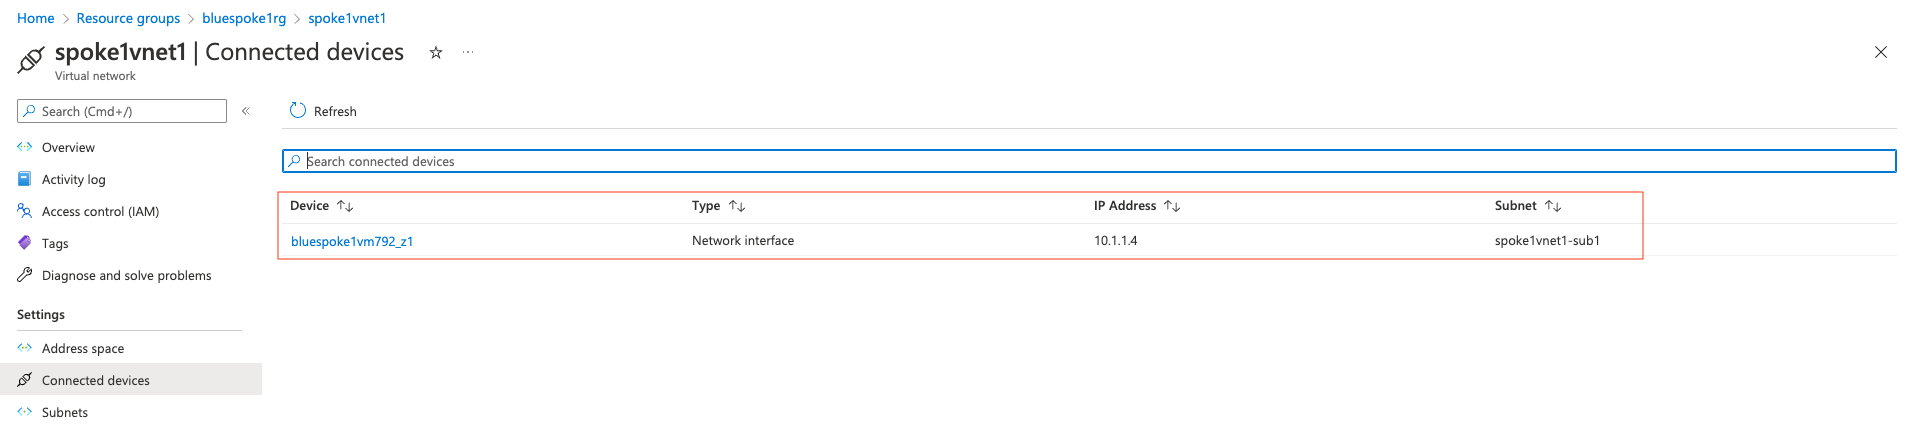 Home > Resource groups > bluespoke1rg > spoke1vnet1
spoke1vnet1 | Connected devices
Virtual network
Search (Cmd+/)
Overview
Activity log
Access control (IAM)
Tags
Diagnose and solve problems
Settings
Address space
Connected devices
Subnets
Refresh
Search connected devices
Device Type IP Address Subnet
bluespoke1vm792_z1 Network interface 10.1.1.4 spoke1vnet1-sub1